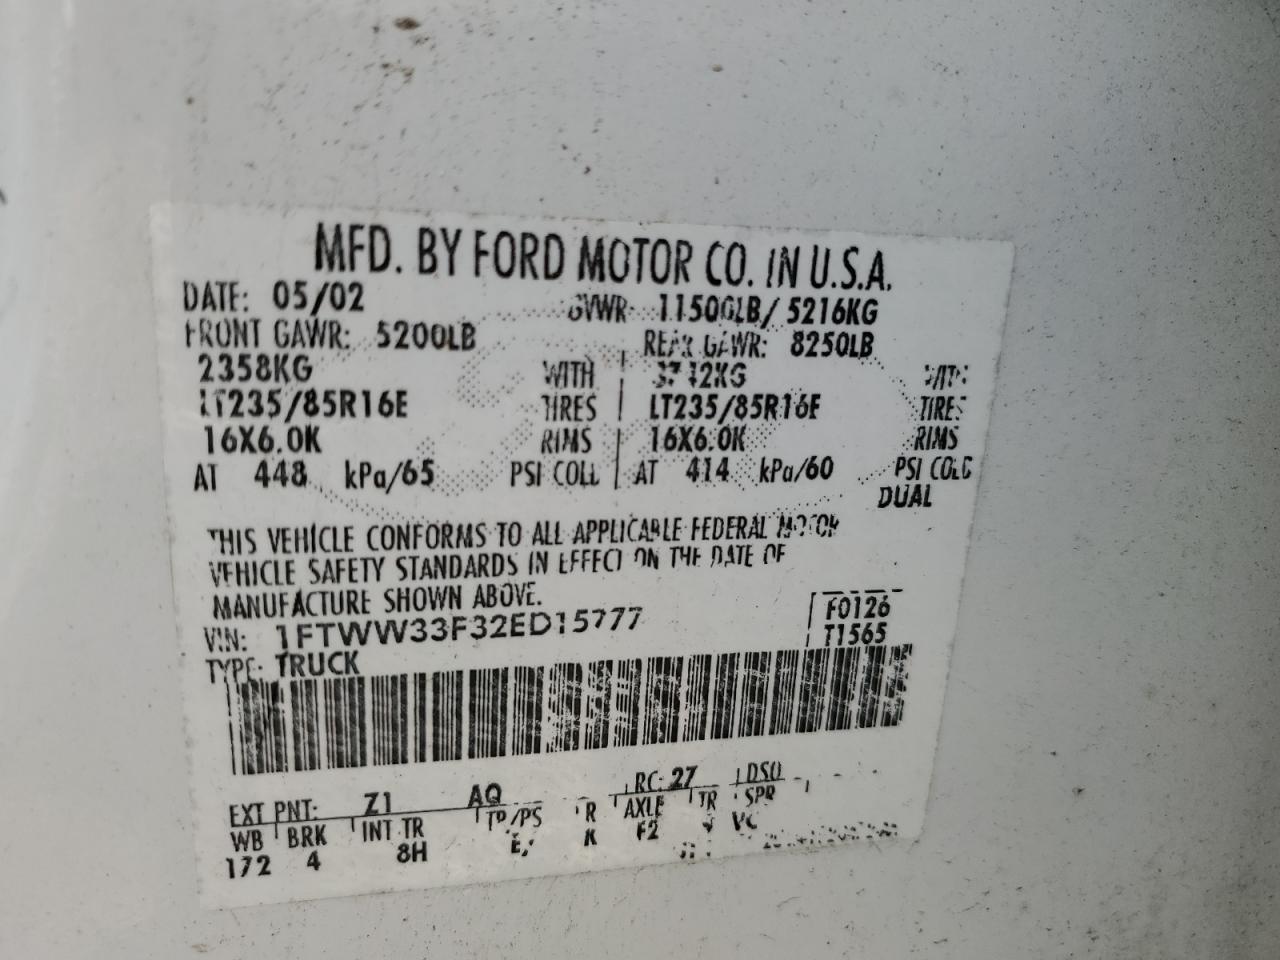 MFD. BY FORD MOTOR CO. IN U.S.A.
DATE: 05/02 GVWR: 11500LB/ 5216KG
FRONT GAWR: 5200LB REAR GAWR: 8250LB
2358KG WITH 3742KG WITH
LT235/85R16E TIRES LT235/85R16E TIRES
16X6.0K RIMS 16X6.0K RIMS
AT 448 kPa/65 PSI COLD AT 414 kPa/60 PSI COLD
DUAL
THIS VEHICLE CONFORMS TO ALL APPLICABLE FEDERAL MOTOR
VEHICLE SAFETY STANDARDS IN EFFECT ON THE DATE OF
MANUFACTURE SHOWN ABOVE.
VIN: 1FTWW33F32ED15777 F0126
TYPE: TRUCK T1565
EXT PNT: Z1 AQ RC: 27 DSO
WB BRK INT TR TP/PS R AXLE TR SPR
172 4 8H K F2